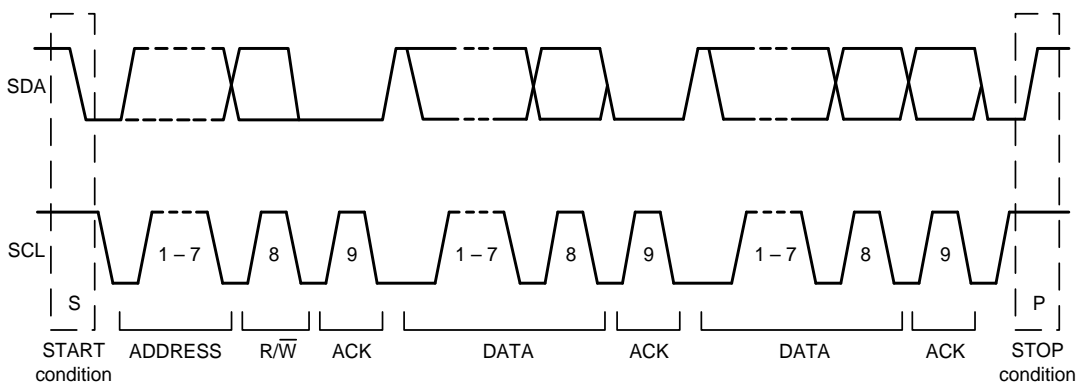 SDA
SCL
1 – 7 8 9 1 – 7 8 9 1 – 7 8 9
S P
START ADDRESS R/W̅ ACK DATA ACK DATA ACK STOP
condition condition